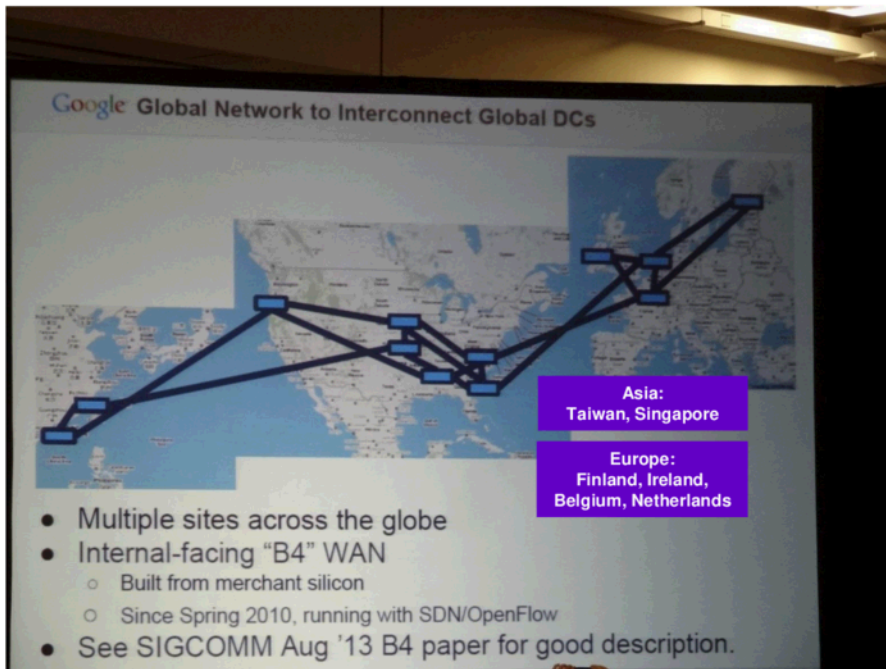 Google Global Network to Interconnect Global DCs
Asia:
Taiwan, Singapore
Europe:
Finland, Ireland,
Belgium, Netherlands
● Multiple sites across the globe
● Internal-facing “B4” WAN
○ Built from merchant silicon
○ Since Spring 2010, running with SDN/OpenFlow
● See SIGCOMM Aug '13 B4 paper for good description.